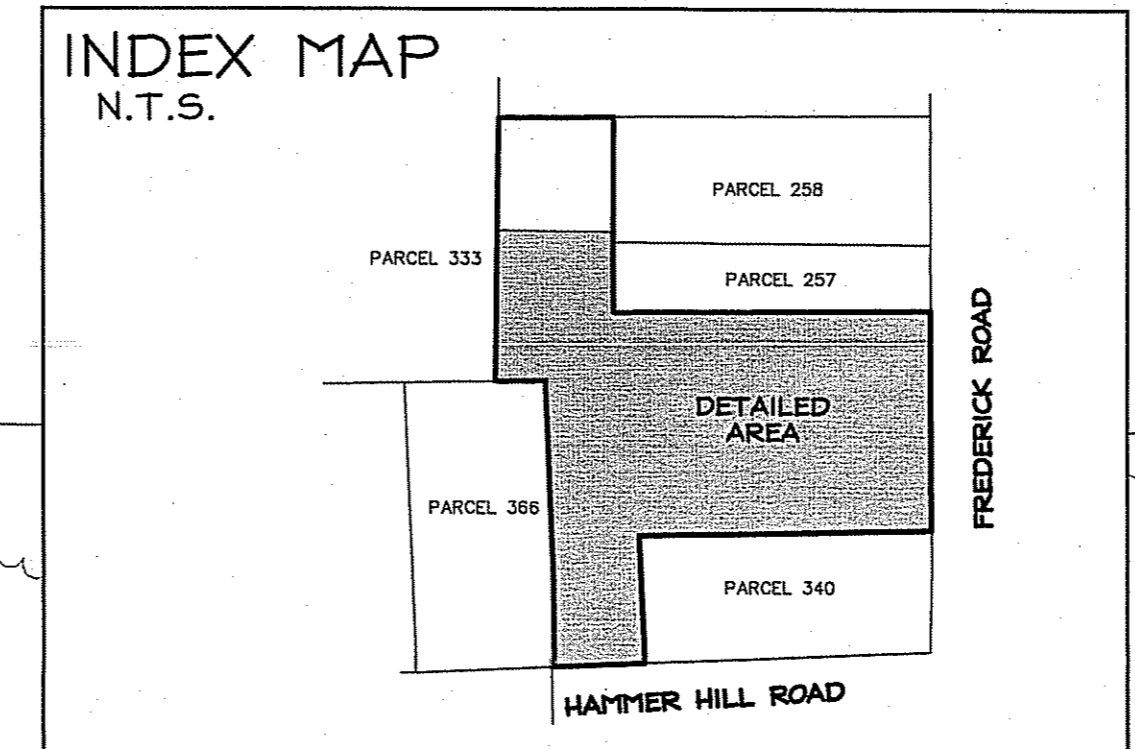 INDEX MAP
N.T.S.
PARCEL 258
PARCEL 333
PARCEL 257
FREDERICK ROAD
DETAILED
AREA
PARCEL 366
PARCEL 340
HAMMER HILL ROAD